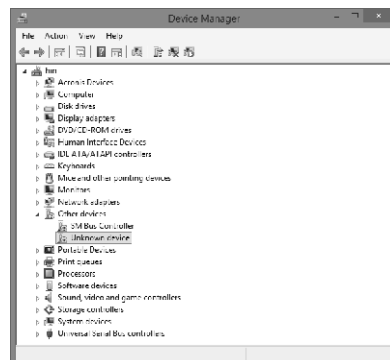 Device Manager
File Action View Help
Acronis Devices
Computer
Disk drives
Display adapters
DVD/CD-ROM drives
Human Interface Devices
IDE ATA/ATAPI controllers
Keyboards
Mice and other pointing devices
Monitors
Network adapters
Other devices
SM Bus Controller
Unknown device
Portable Devices
Print queues
Processors
Software devices
Sound, video and game controllers
Storage controllers
System devices
Universal Serial Bus controllers